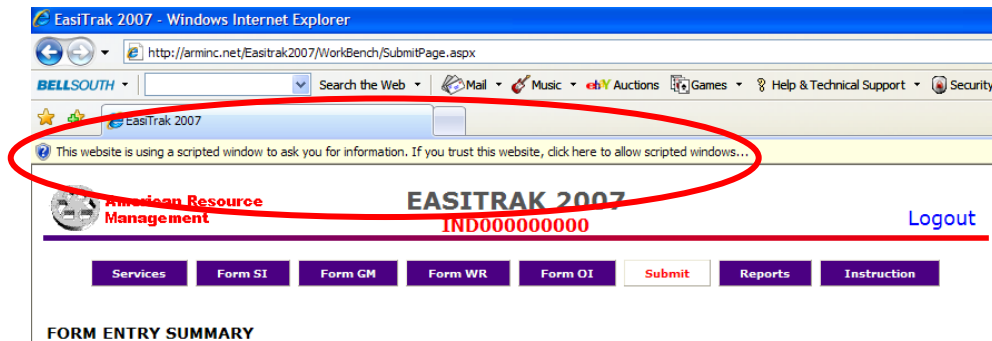 EasiTrak 2007 - Windows Internet Explorer
http://arminc.net/Easitrak2007/WorkBench/SubmitPage.aspx
BELLSOUTH Search the Web Mail Music ebY Auctions Games Help & Technical Support Security
EasiTrak 2007
This website is using a scripted window to ask you for information. If you trust this website, click here to allow scripted windows...
American Resource
Management
EASITRAK 2007
IND000000000
Logout
Services Form SI Form GM Form WR Form OI Submit Reports Instruction
FORM ENTRY SUMMARY